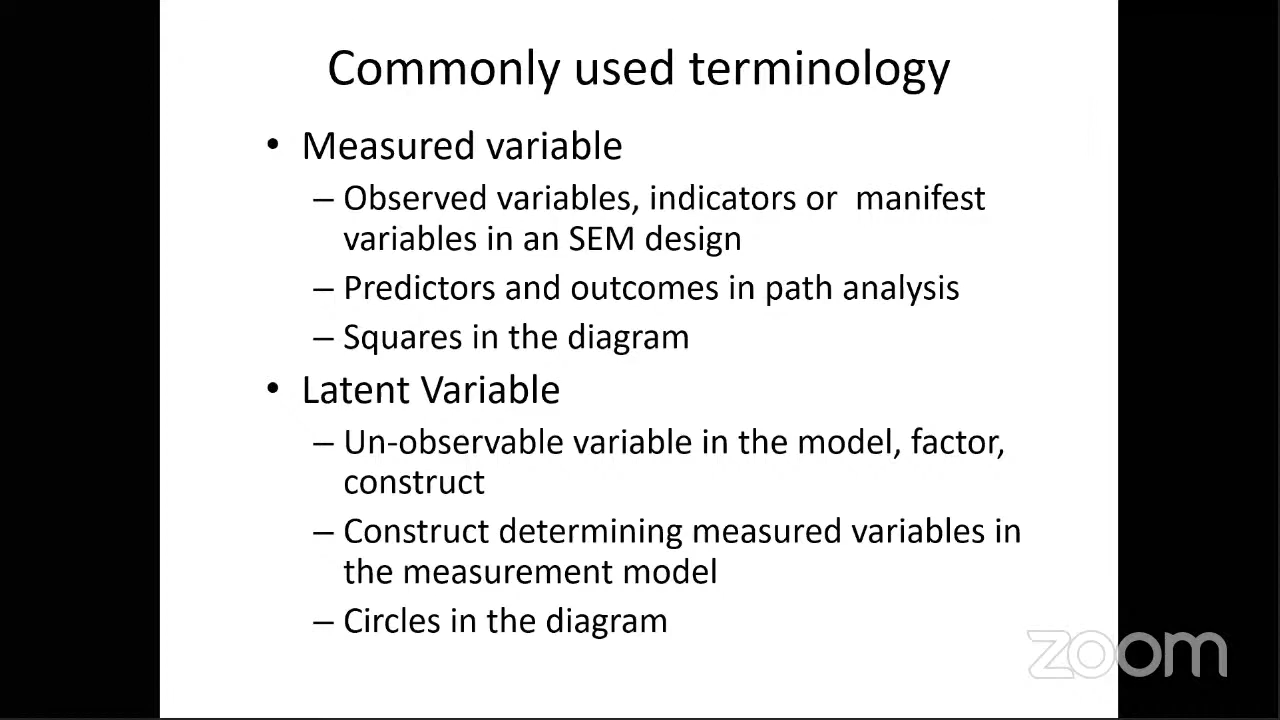 Commonly used terminology
• Measured variable
– Observed variables, indicators or manifest
variables in an SEM design
– Predictors and outcomes in path analysis
– Squares in the diagram
• Latent Variable
– Un-observable variable in the model, factor,
construct
– Construct determining measured variables in
the measurement model
– Circles in the diagram
zoom